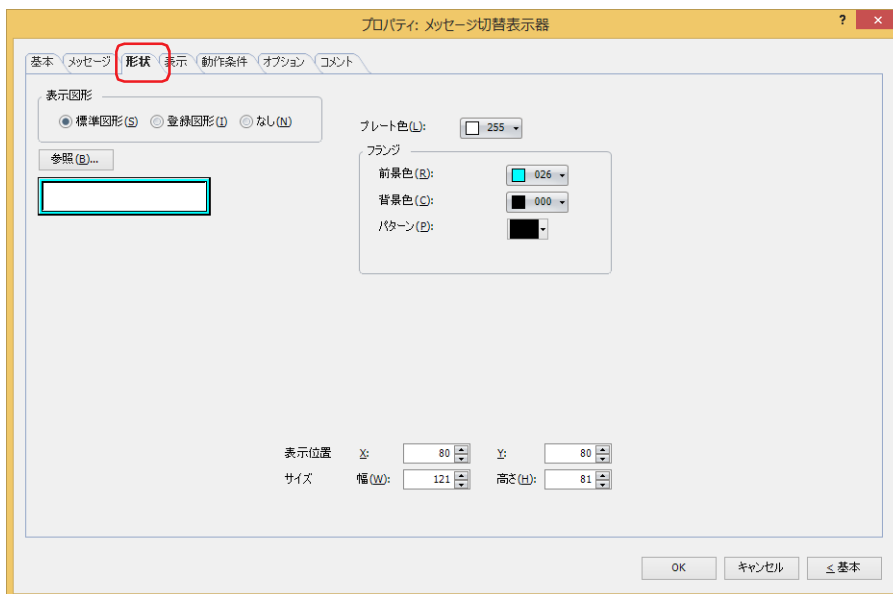 プロパティ: メッセージ切替表示器
? ×
基本 メッセージ 形状 表示 動作条件 オプション コメント
表示図形
標準図形(S) 登録図形(I) なし(N)
プレート色(L): 255
参照(B)...
フランジ
前景色(R): 026
背景色(C): 000
パターン(P):
表示位置 X: 80 Y: 80
サイズ 幅(W): 121 高さ(H): 81
OK キャンセル < 基本